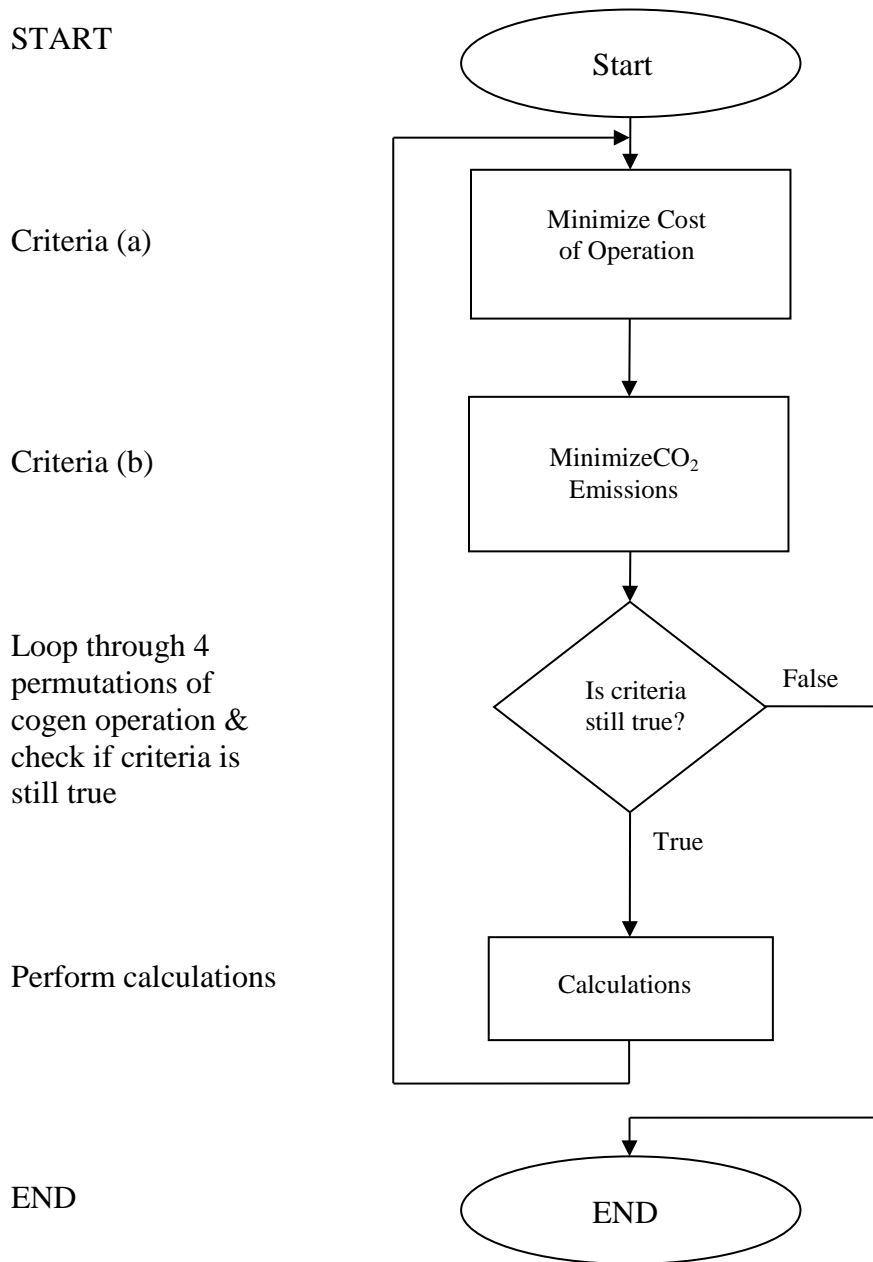 START
Start
Criteria (a)
Minimize Cost
of Operation
Criteria (b)
MinimizeCO₂
Emissions
Loop through 4
permutations of
cogen operation &
check if criteria is
still true
Is criteria
still true?
False
True
Perform calculations
Calculations
END
END